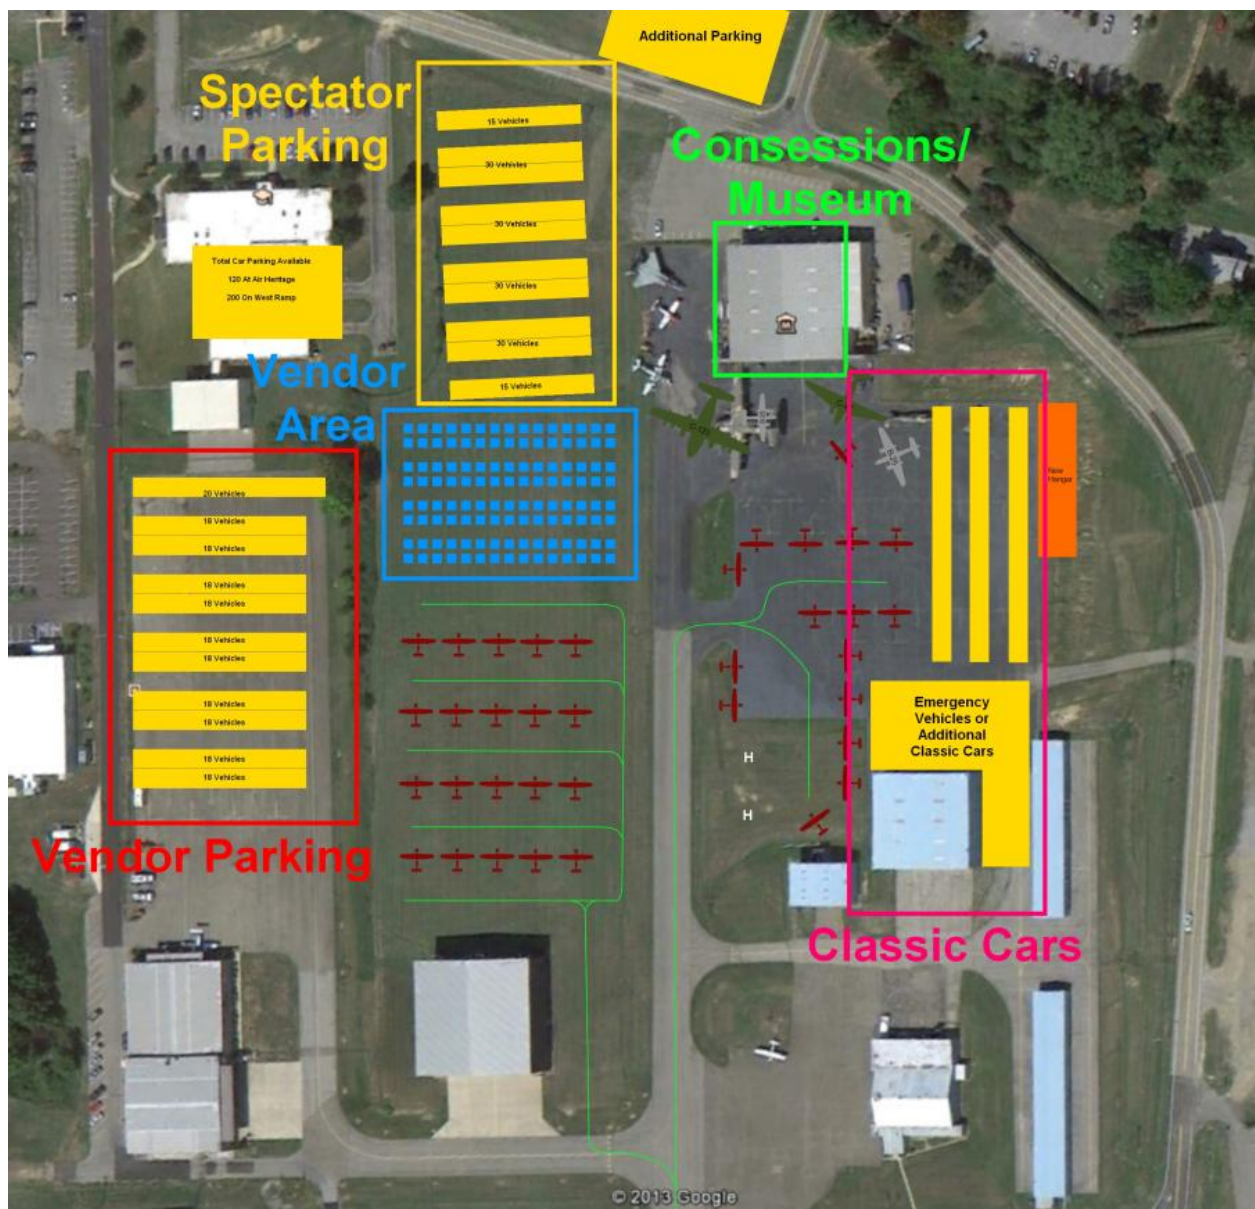 Additional Parking
Spectator
Parking
15 Vehicles
30 Vehicles
30 Vehicles
30 Vehicles
30 Vehicles
15 Vehicles
Consessions/
Museum
Total Car Parking Available
120 At Air Heritage
200 On West Ramp
Vendor
Area
C-123
B-25
New
Hangar
20 Vehicles
18 Vehicles
18 Vehicles
18 Vehicles
18 Vehicles
18 Vehicles
18 Vehicles
18 Vehicles
18 Vehicles
18 Vehicles
18 Vehicles
Vendor Parking
Emergency
Vehicles or
Additional
Classic Cars
H
H
Classic Cars
© 2013 Google